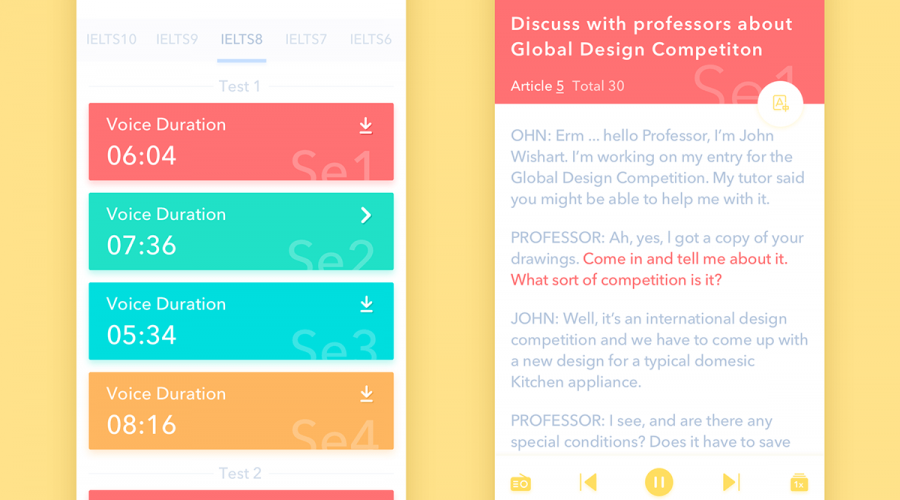 IELTS10 IELTS9 IELTS8 IELTS7 IELTS6
Test 1
Voice Duration
06:04
Se1
Voice Duration
07:36
Se2
Voice Duration
05:34
Se3
Voice Duration
08:16
Se4
Test 2
Discuss with professors about
Global Design Competiton
Article 5 Total 30
Se1
A
OHN: Erm ... hello Professor, I'm John
Wishart. I'm working on my entry for the
Global Design Competition. My tutor said
you might be able to help me with it.
PROFESSOR: Ah, yes, I got a copy of your
drawings. Come in and tell me about it.
What sort of competition is it?
JOHN: Well, it's an international design
competition and we have to come up with
a new design for a typical domesic
Kitchen appliance.
PROFESSOR: I see, and are there any
special conditions? Does it have to save
1x